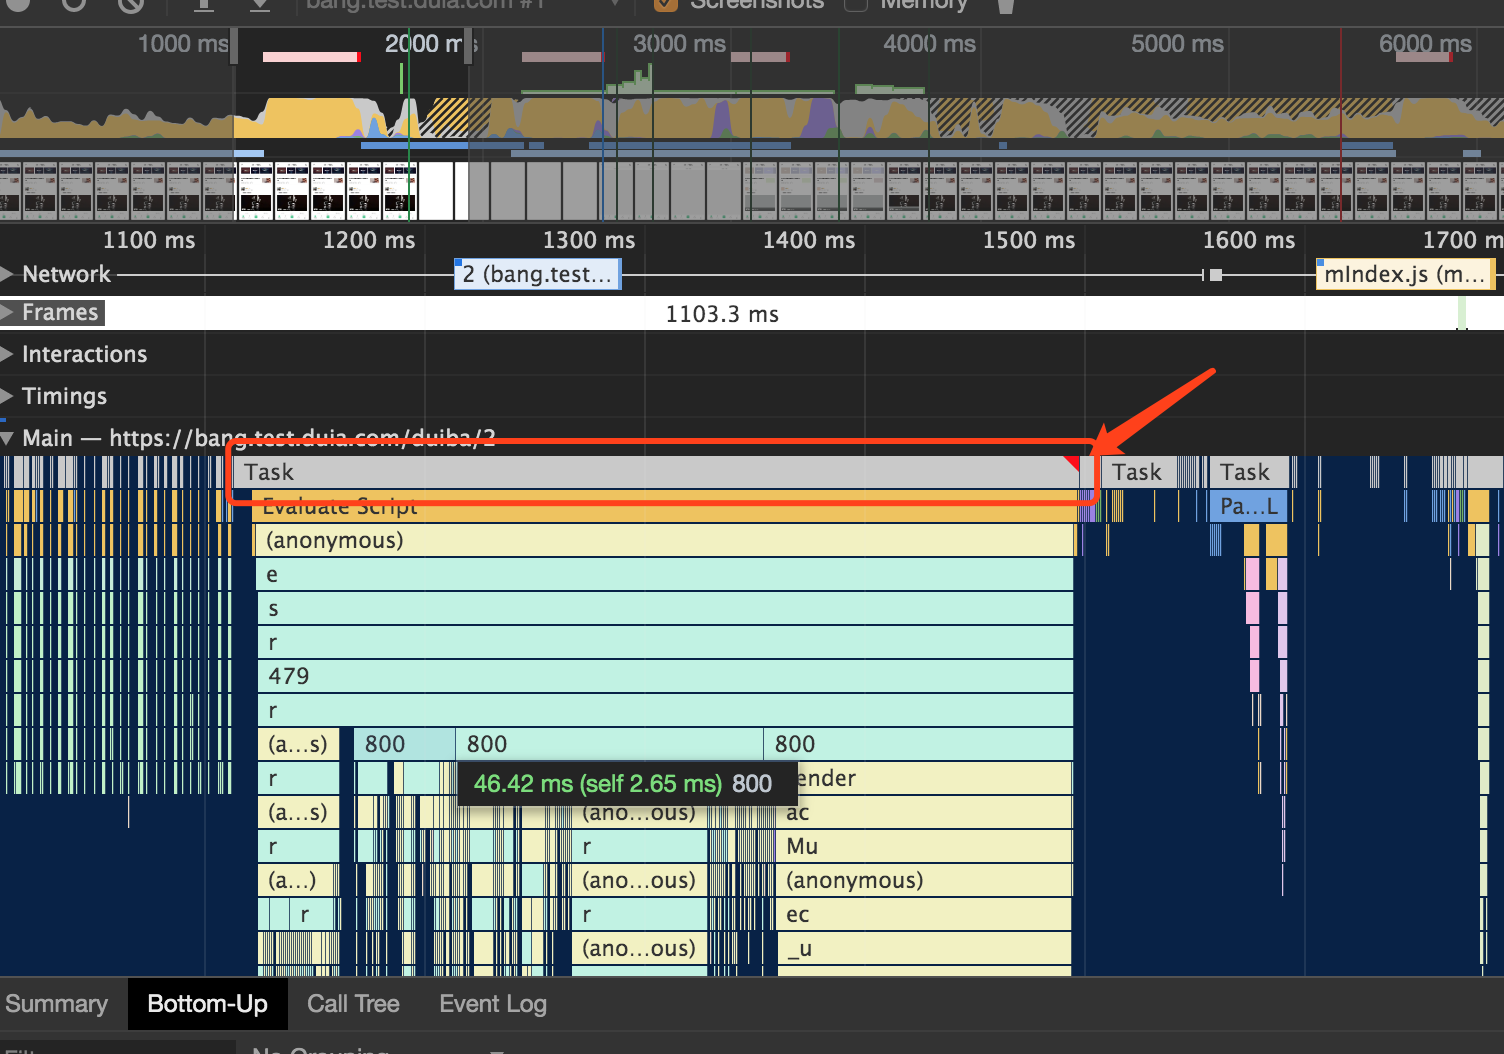 bang.test.duia.com #1 Screenshots Memory
1000 ms 2000 ms 3000 ms 4000 ms 5000 ms 6000 ms
1100 ms 1200 ms 1300 ms 1400 ms 1500 ms 1600 ms 1700 m
Network 2 (bang.test... mIndex.js (m...
Frames 1103.3 ms
Interactions
Timings
Main — https://bang.test.duia.com/duiba/2
Task Task Task
Evaluate Script Pa...L
(anonymous)
e
s
r
479
r
(a...s) 800 800 800
r 46.42 ms (self 2.65 ms) 800 ender
(a...s) (ano...ous) ac
r r Mu
(a...) (ano...ous) (anonymous)
r r ec
(ano...ous) _u
Summary Bottom-Up Call Tree Event Log
No Grouping